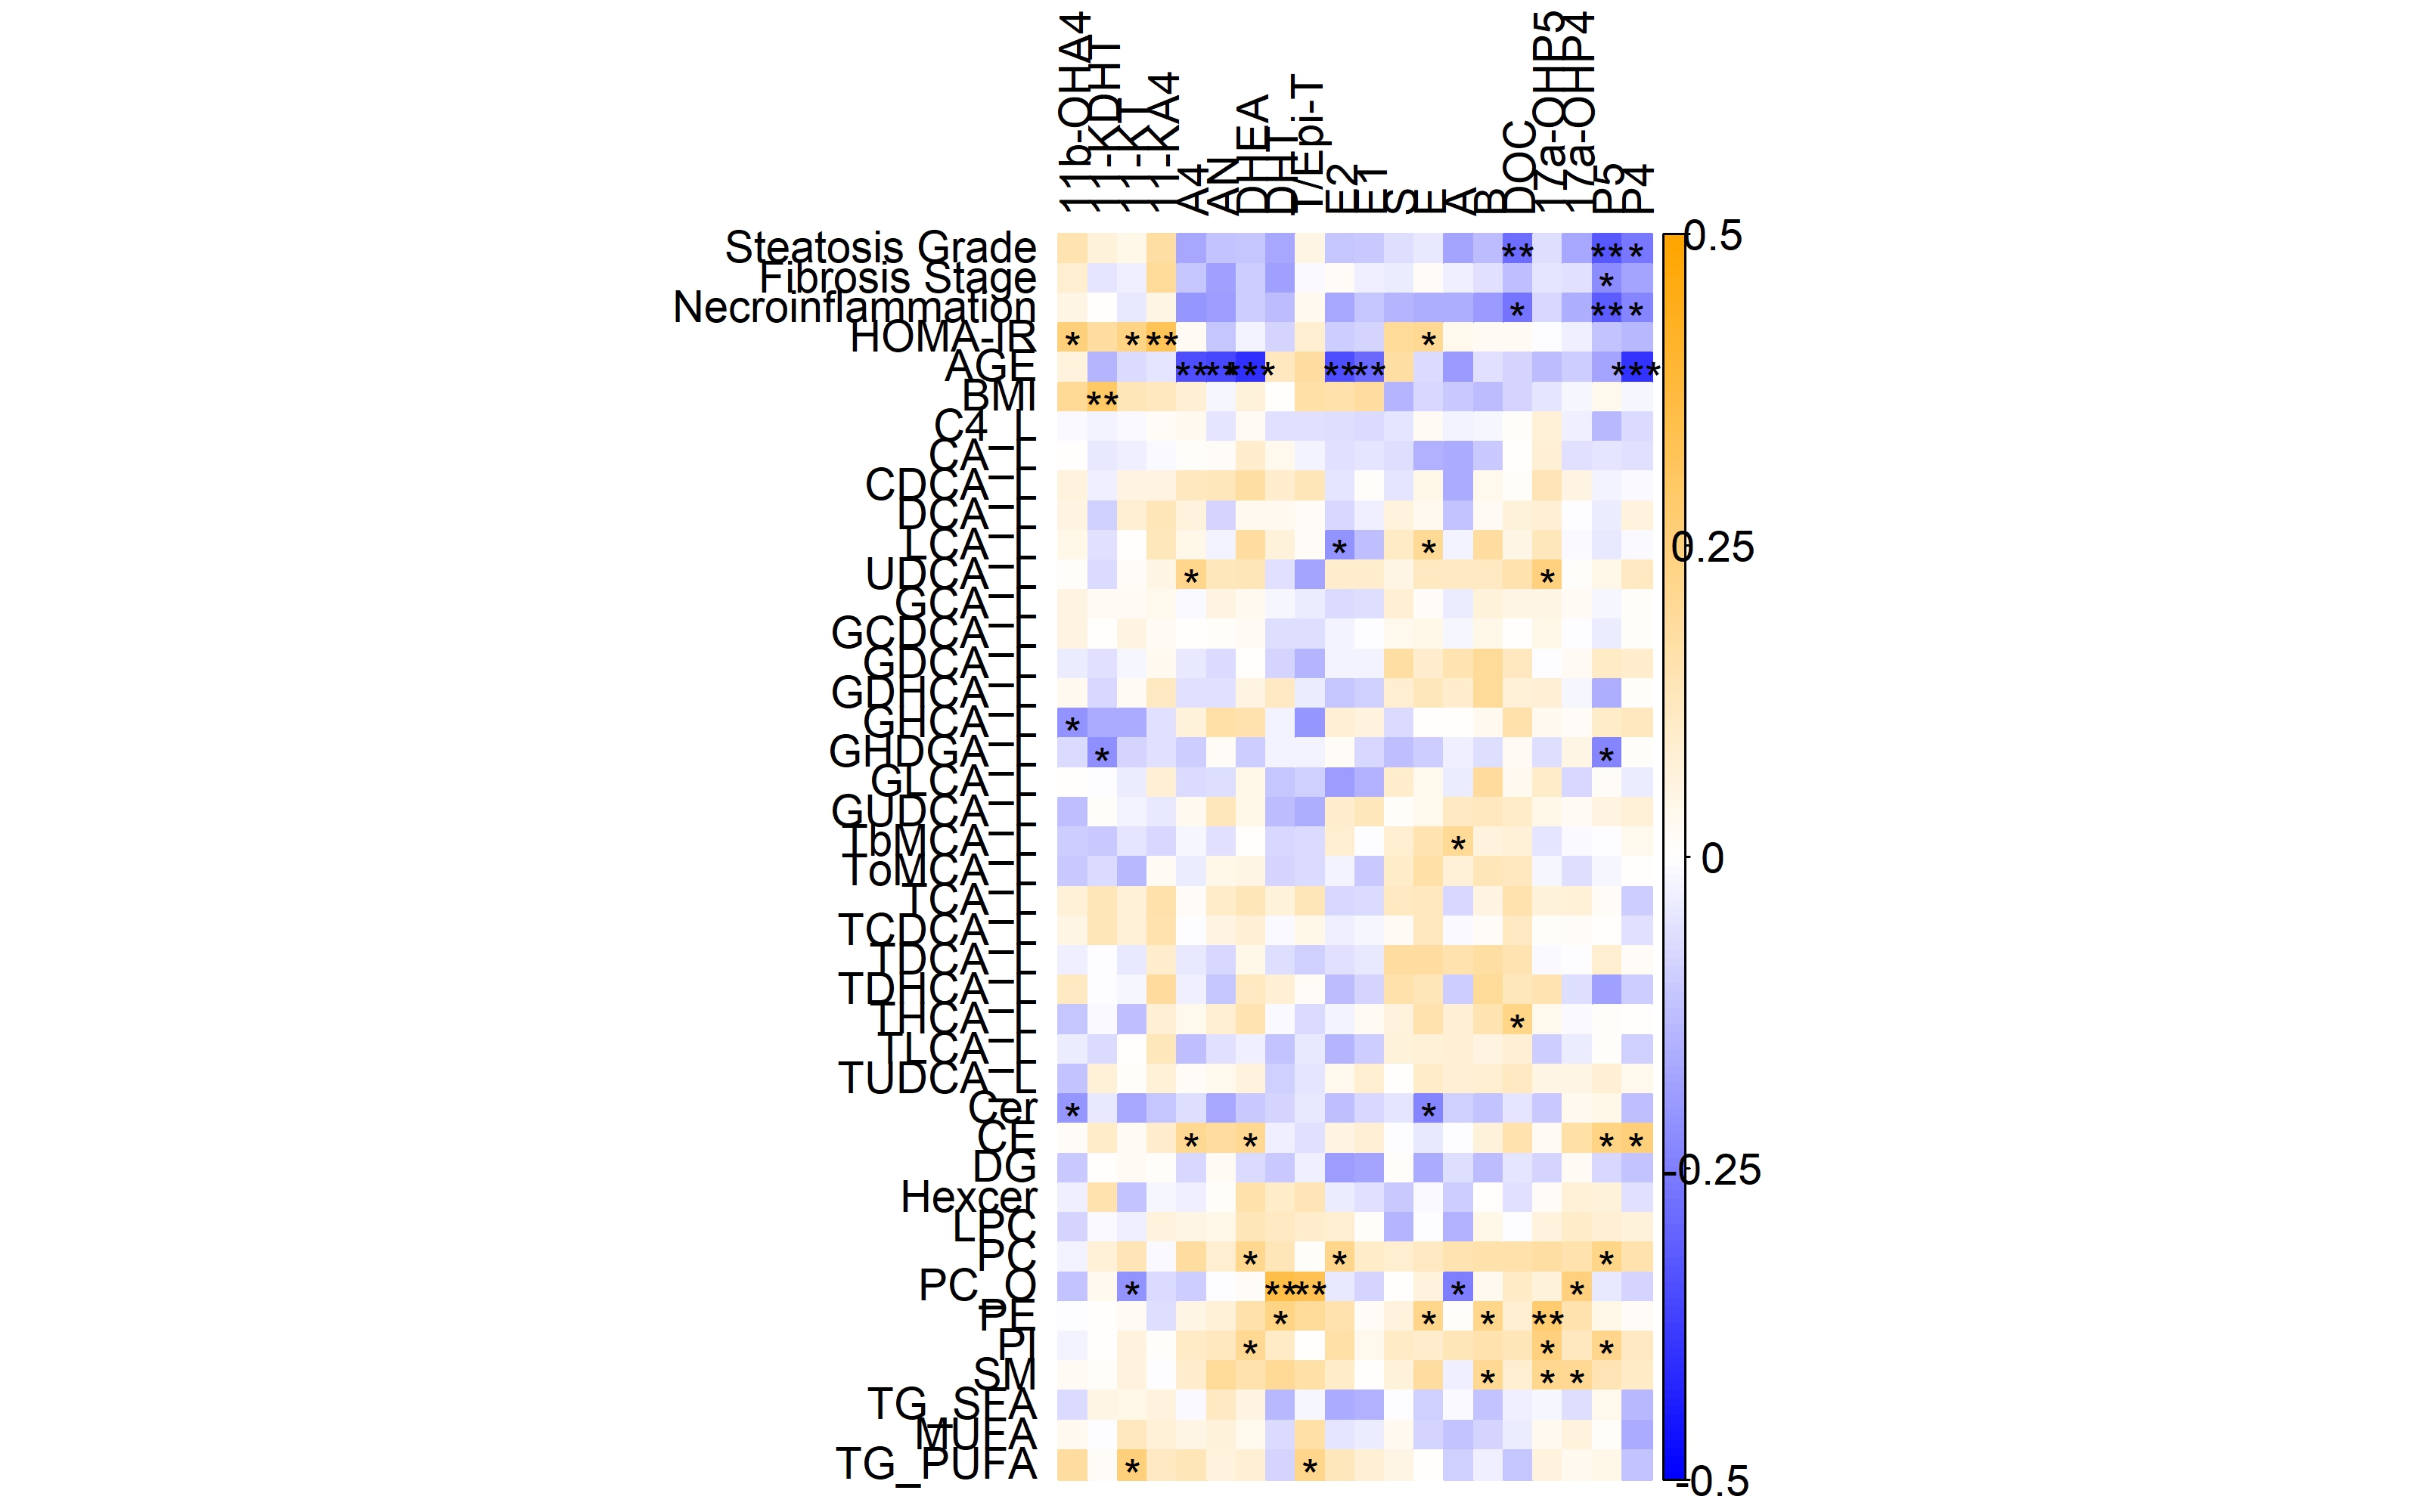 11b-OHA4
11-KDHT
11-KT
11-KA4
A4
AN
DHEA
DHT
T/Epi-T
E2
E1
S
E
A
B
DOC
17a-OHP5
17a-OHP4
P5
P4
Steatosis Grade ** ** *
Fibrosis Stage *
Necroinflammation * ** *
HOMA-IR * * ** *
AGE ** ** *** ** ** ***
BMI **
C4_L
CA_L
CDCA_L
DCA_L
LCA_L * *
UDCA_L * *
GCA_L
GCDCA_L
GDCA_L
GDHCA_L
GHCA_L *
GHDGA_L * *
GLCA_L
GUDCA_L
TbMCA_L *
ToMCA_L
TCA_L
TCDCA_L
TDCA_L
TDHCA_L
THCA_L *
TLCA_L
TUDCA_L
Cer * *
CE * * * *
DG
Hexcer
LPC
PC * * *
PC_O * ** ** * *
PE * * * **
PI * * *
SM * * *
TG_SFA
MUFA
TG_PUFA * *
0.5
0.25
0
-0.25
-0.5